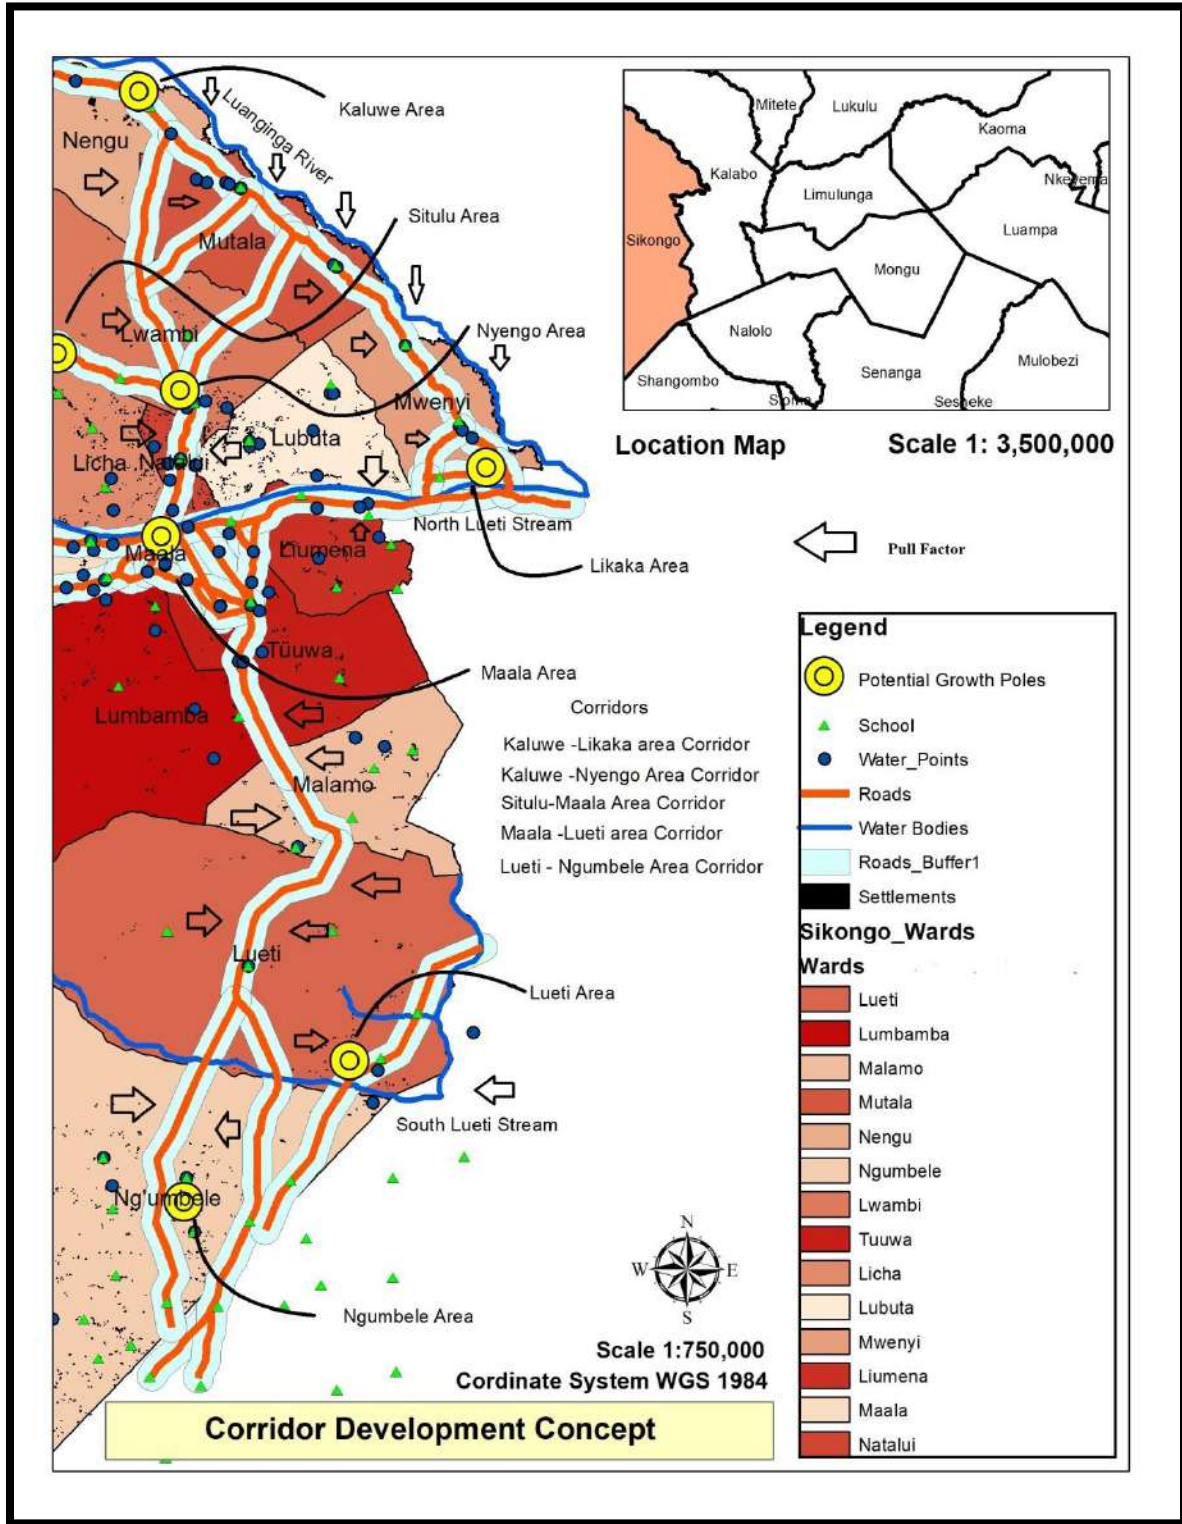 Kaluwe Area
Luanginga River
Nengu
Situlu Area
Mutala
Nyengo Area
Lwambi
Mwenyi
Lubuta
Licha
Natalui
North Lueti Stream
Maala
Liumena
Likaka Area
Tuuwa
Maala Area
Lumbamba
Malamo
Corridors
Kaluwe -Likaka area Corridor
Kaluwe -Nyengo Area Corridor
Situlu-Maala Area Corridor
Maala -Lueti area Corridor
Lueti - Ngumbele Area Corridor
Lueti
Lueti Area
South Lueti Stream
Ng'umbele
Ngumbele Area
N
W
E
S
Scale 1:750,000
Cordinate System WGS 1984
Corridor Development Concept
Mitete
Lukulu
Kaoma
Kalabo
Nkeyema
Limulunga
Luampa
Sikongo
Mongu
Nalolo
Mulobezi
Senanga
Shangombo
Sioma
Sesheke
Location Map
Scale 1: 3,500,000
Pull Factor
Legend
Potential Growth Poles
School
Water_Points
Roads
Water Bodies
Roads_Buffer1
Settlements
Sikongo_Wards
Wards
Lueti
Lumbamba
Malamo
Mutala
Nengu
Ngumbele
Lwambi
Tuuwa
Licha
Lubuta
Mwenyi
Liumena
Maala
Natalui